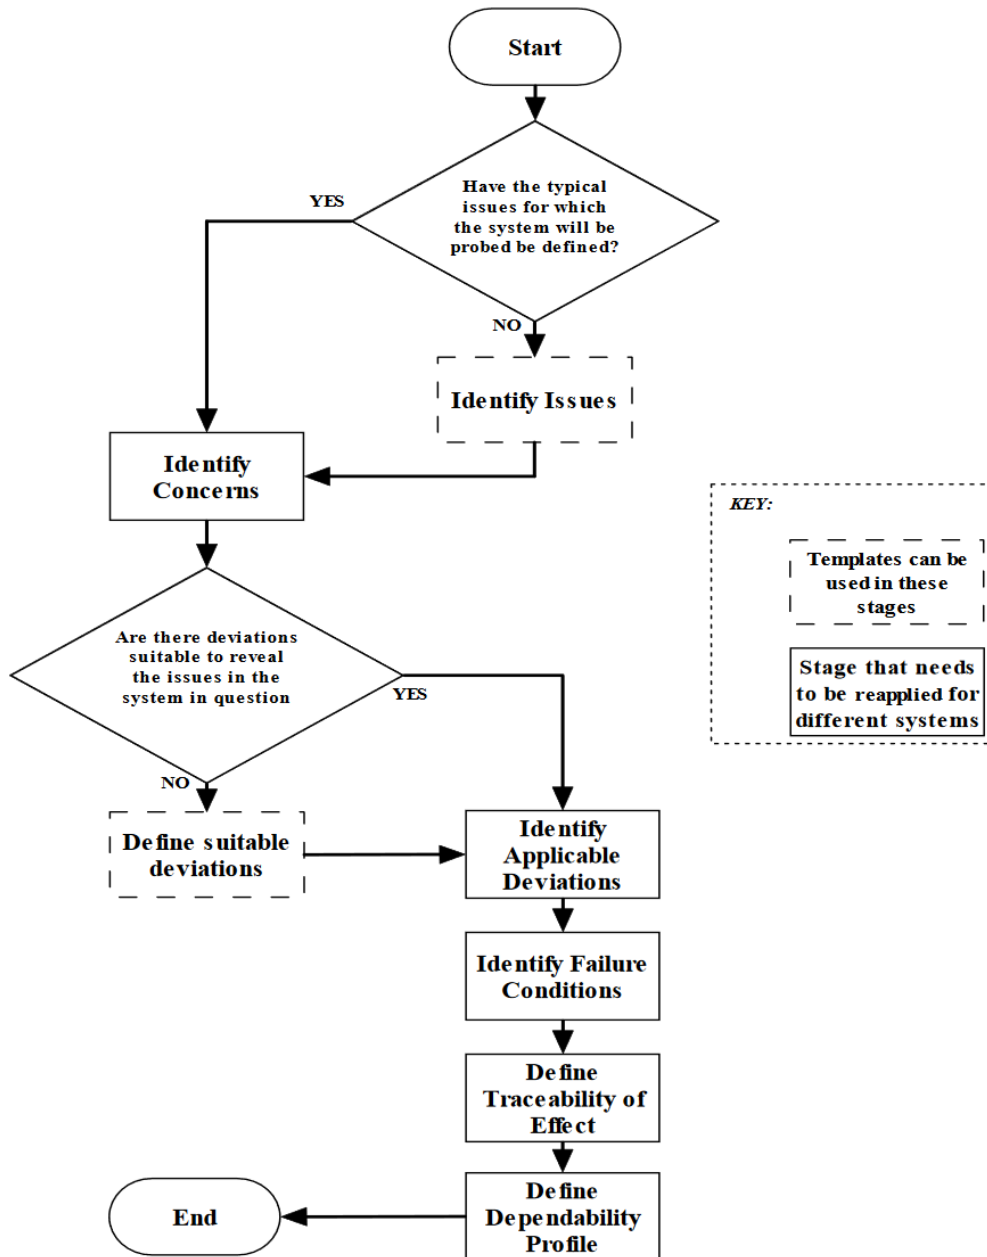 Start
Have the typical
issues for which
the system will be
probed be defined?
YES
NO
Identify Issues
Identify
Concerns
KEY:
Templates can be
used in these
stages
Stage that needs
to be reapplied for
different systems
Are there deviations
suitable to reveal
the issues in the
system in question
YES
NO
Define suitable
deviations
Identify
Applicable
Deviations
Identify Failure
Conditions
Define
Traceability of
Effect
Define
Dependability
Profile
End